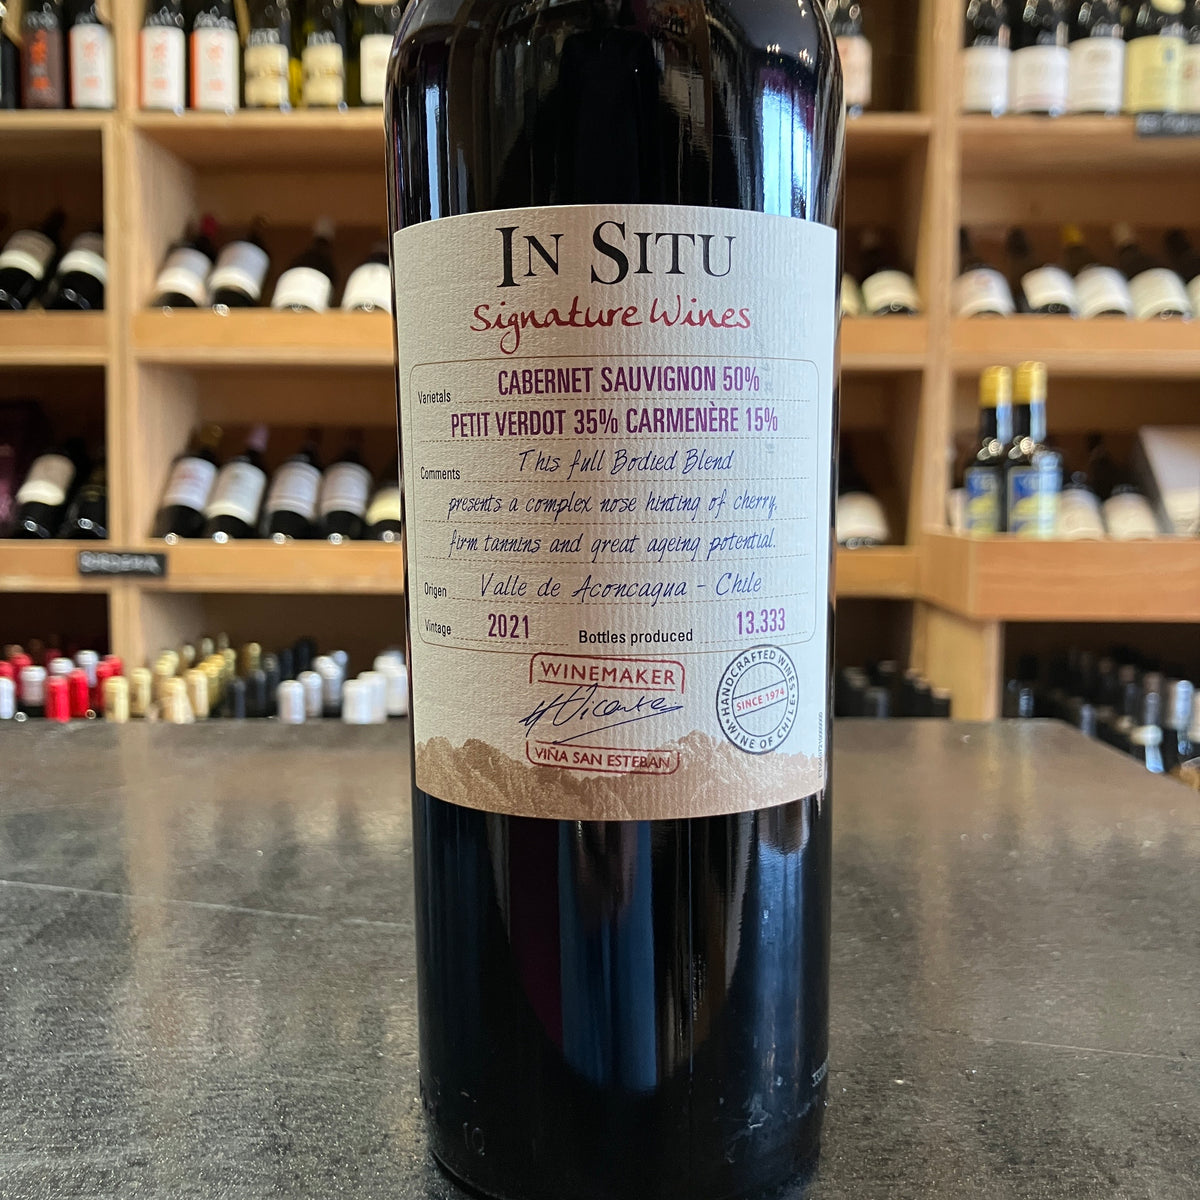 IN SITU
Signature Wines
Varietals CABERNET SAUVIGNON 50%
PETIT VERDOT 35% CARMENÈRE 15%
Comments This full Bodied Blend
presents a complex nose hinting of cherry,
firm tannins and great ageing potential.
Origen Valle de Aconcagua - Chile
Vintage 2021 Bottles produced 13.333
WINEMAKER
VIÑA SAN ESTEBAN
HANDCRAFTED WINES
SINCE 1974
WINE OF CHILE